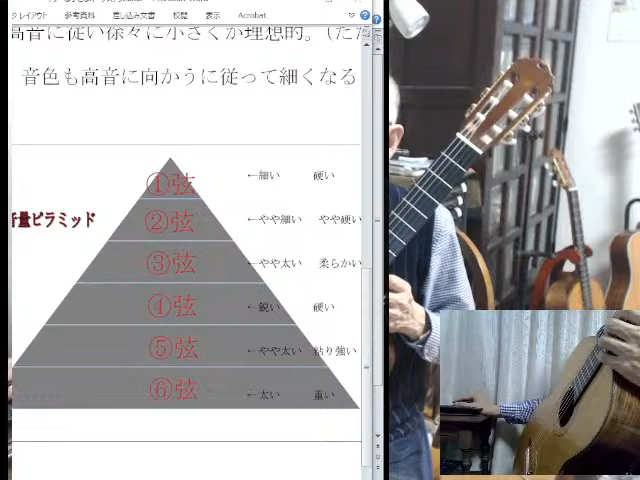 レイアウト 参考資料 差し込み文書 校閲 表示 Acrobat
高音に従い徐々に小さくが理想的。(ただ
音色も高音に向かうに従って細くなる
音量ピラミッド
①弦 ←細い 硬い
②弦 ←やや細い やや硬い
③弦 ←やや太い 柔らかい
④弦 ←鋭い 硬い
⑤弦 ←やや太い 粘り強い
⑥弦 ←太い 重い